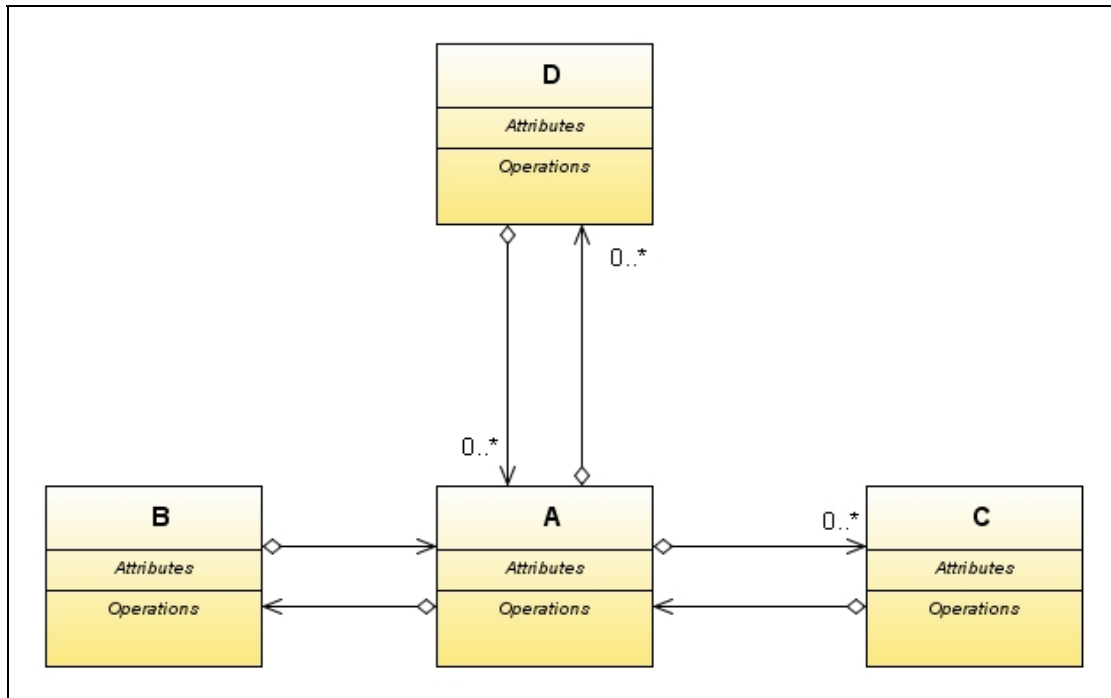 D
Attributes
Operations
0..*
0..*
B
Attributes
Operations
A
Attributes
Operations
0..*
C
Attributes
Operations